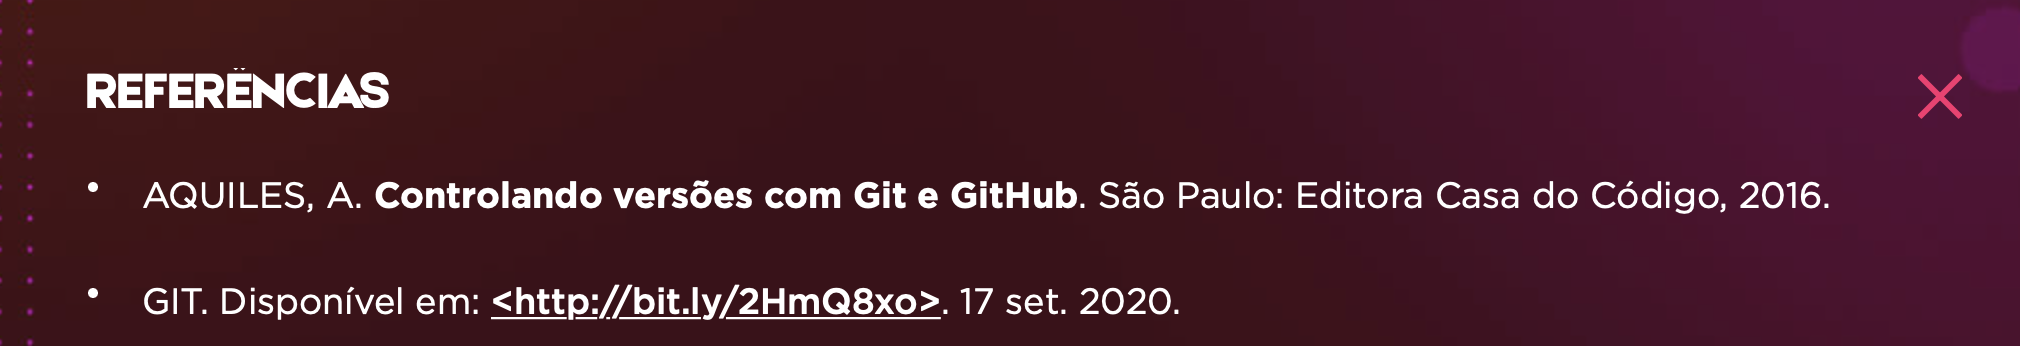 REFERÊNCIAS
• AQUILES, A. Controlando versões com Git e GitHub. São Paulo: Editora Casa do Código, 2016.
• GIT. Disponível em: <http://bit.ly/2HmQ8xo>. 17 set. 2020.